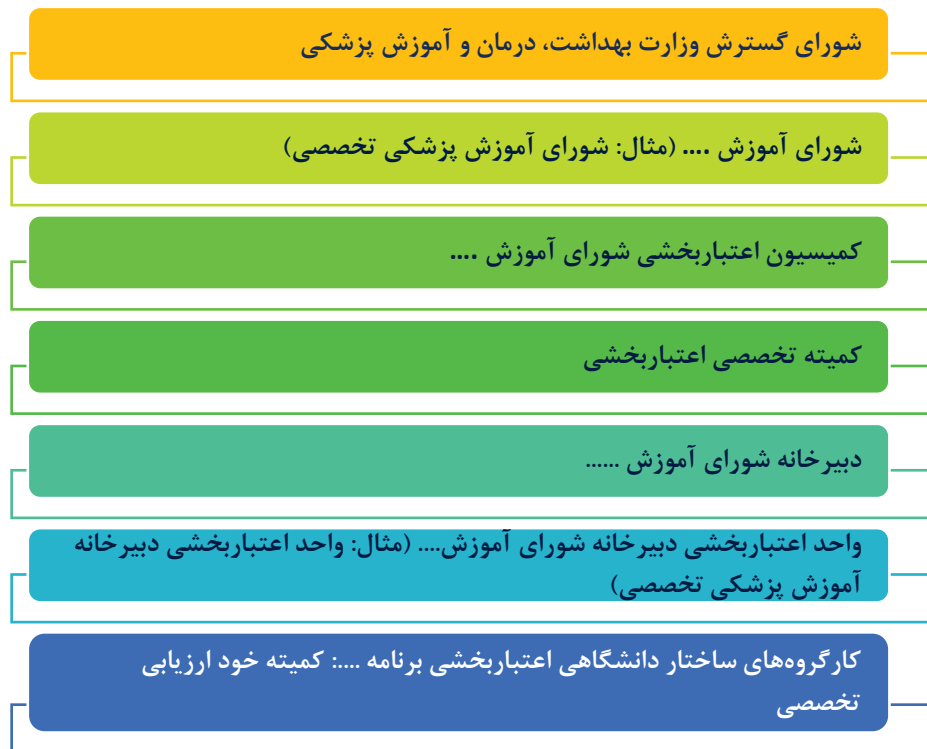 شورای گسترش وزارت بهداشت، درمان و آموزش پزشکی
شورای آموزش .... (مثال: شورای آموزش پزشکی تخصصی)
کمیسیون اعتباربخشی شورای آموزش ....
کمیته تخصصی اعتباربخشی
دبیرخانه شورای آموزش ......
واحد اعتباربخشی دبیرخانه شورای آموزش.... (مثال: واحد اعتباربخشی دبیرخانه
آموزش پزشکی تخصصی)
کارگروه‌های ساختار دانشگاهی اعتباربخشی برنامه ....: کمیته خود ارزیابی
تخصصی